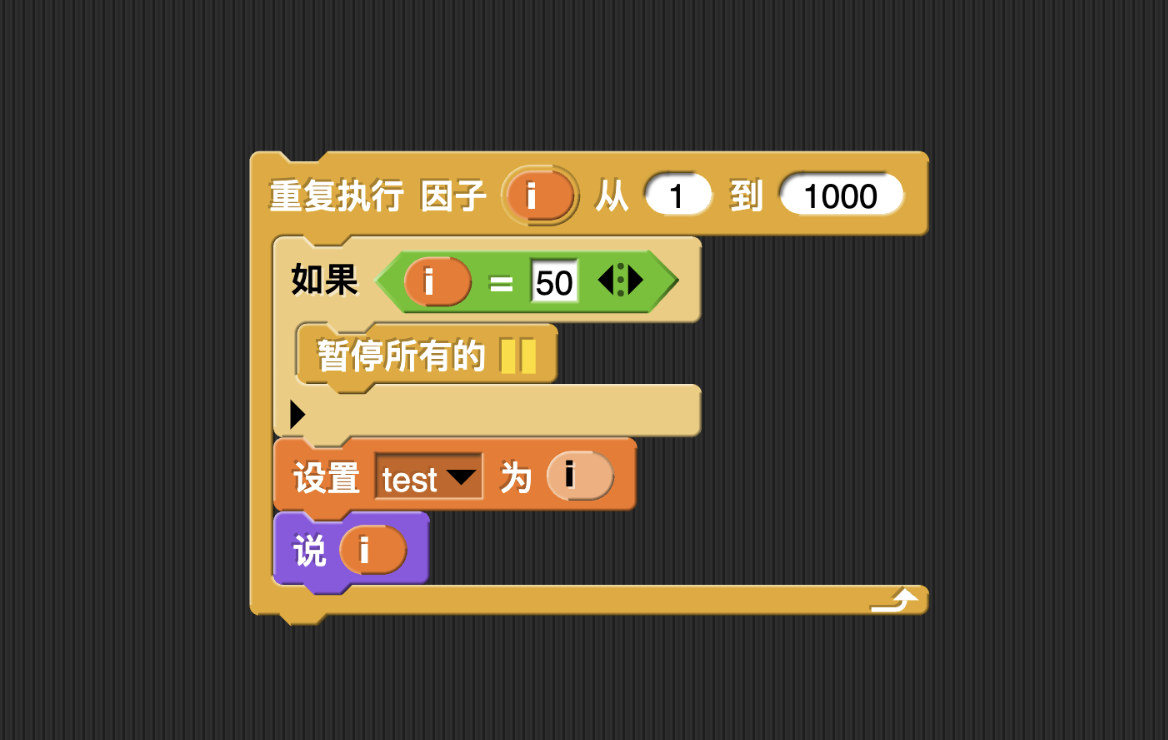 重复执行 因子 i 从 1 到 1000
如果 i = 50
暂停所有的
设置 test 为 i
说 i